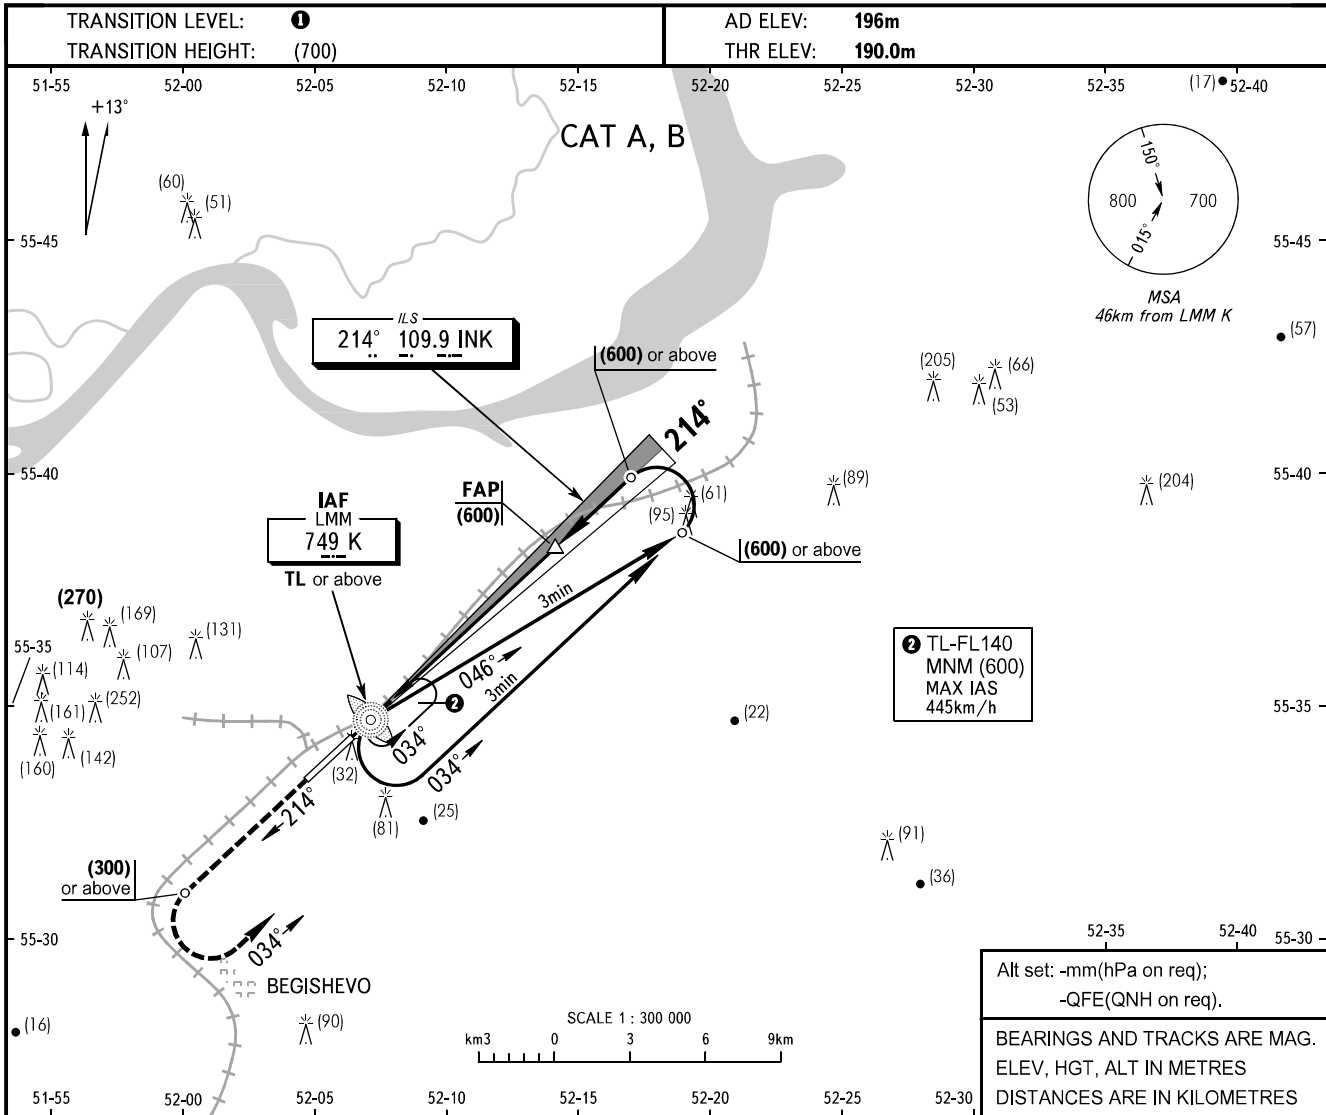 TRANSITION LEVEL: ❶
TRANSITION HEIGHT: (700)
AD ELEV: 196m
THR ELEV: 190.0m
51-55 52-00 52-05 52-10 52-15 52-20 52-25 52-30 52-35 (17) 52-40
+13°
CAT A, B
150°
800 700
015°
MSA
46km from LMM K
(60)
(51)
55-45 55-45
ILS
214° 109.9 INK
(600) or above
(57)
(205)
(66)
(53)
214°
55-40 55-40
FAP
(600)
(61)
(95)
(89)
(204)
IAF
LMM
749 K
TL or above
(600) or above
3min
(270)
(169)
(131)
55-35
(107)
(114)
(252)
(161)
(142)
(160)
046°
3min
❷
034°
034°
❷ TL-FL140
MNM (600)
MAX IAS
445km/h
(22)
55-35
(32)
214°
(81)
(25)
(91)
(36)
(300)
or above
034°
52-35 52-40
55-30 55-30
BEGISHEVO
(16)
(90)
SCALE 1 : 300 000
km3 0 3 6 9km
Alt set: -mm(hPa on req);
-QFE(QNH on req).
BEARINGS AND TRACKS ARE MAG.
ELEV, HGT, ALT IN METRES
DISTANCES ARE IN KILOMETRES
51-55 52-00 52-05 52-10 52-15 52-20 52-25 52-30